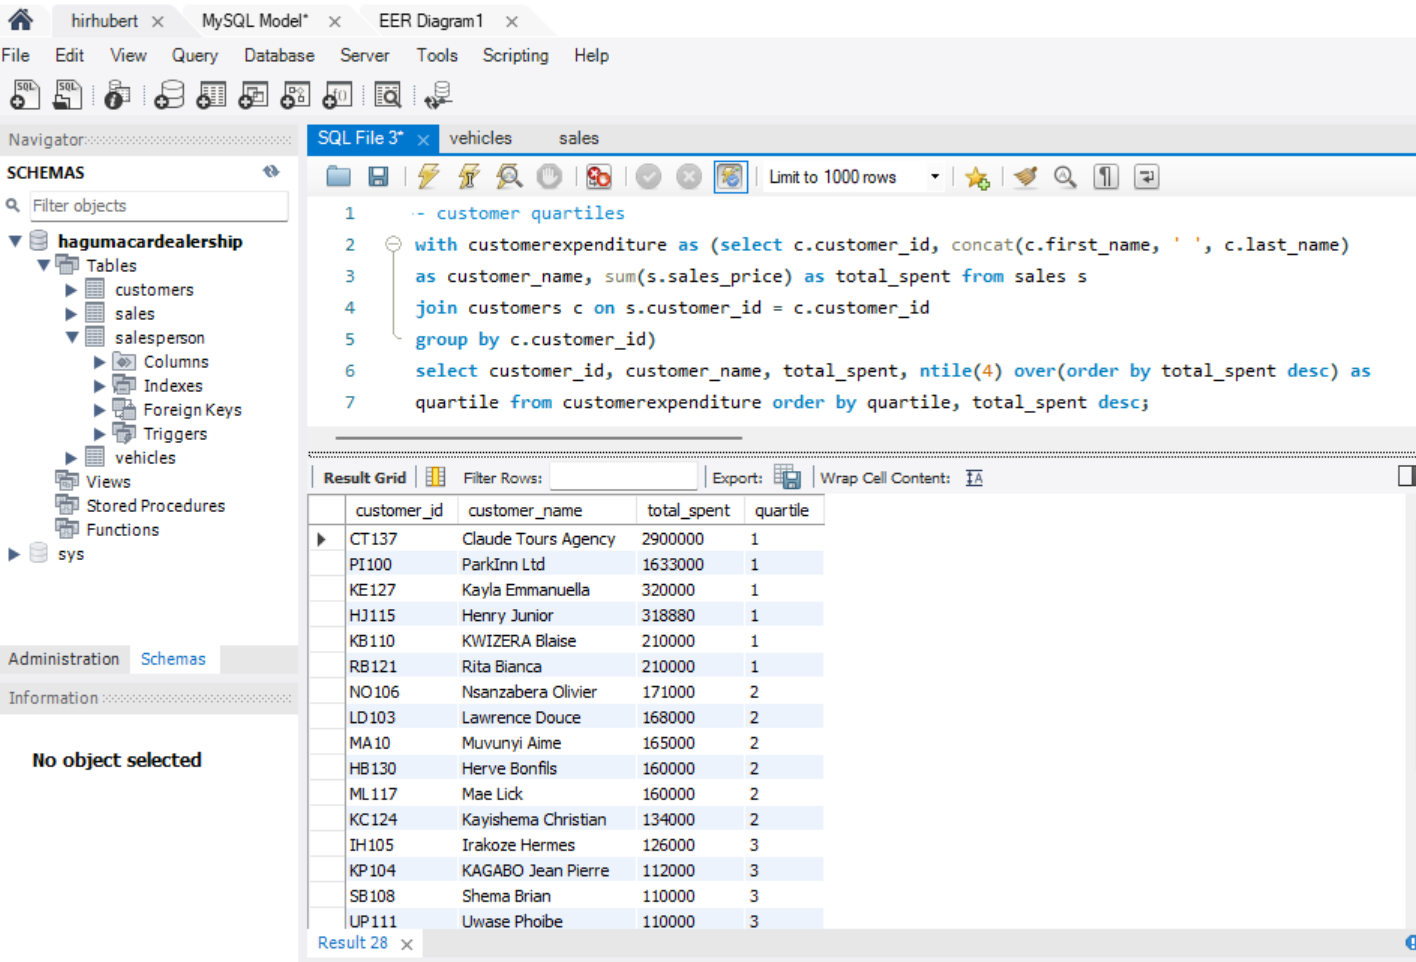 hirhubert × MySQL Model* × EER Diagram1 ×
File Edit View Query Database Server Tools Scripting Help
Navigator
SCHEMAS
Filter objects
hagumacardealership
Tables
customers
sales
salesperson
Columns
Indexes
Foreign Keys
Triggers
vehicles
Views
Stored Procedures
Functions
sys
Administration Schemas
Information
No object selected
SQL File 3* × vehicles sales
Limit to 1000 rows
1 -- customer quartiles
2 with customerexpenditure as (select c.customer_id, concat(c.first_name, ' ', c.last_name)
3 as customer_name, sum(s.sales_price) as total_spent from sales s
4 join customers c on s.customer_id = c.customer_id
5 group by c.customer_id)
6 select customer_id, customer_name, total_spent, ntile(4) over(order by total_spent desc) as
7 quartile from customerexpenditure order by quartile, total_spent desc;
Result Grid Filter Rows: Export: Wrap Cell Content: IA
customer_id customer_name total_spent quartile
CT137 Claude Tours Agency 2900000 1
PI100 ParkInn Ltd 1633000 1
KE127 Kayla Emmanuella 320000 1
HJ115 Henry Junior 318880 1
KB110 KWIZERA Blaise 210000 1
RB121 Rita Bianca 210000 1
NO106 Nsanzabera Olivier 171000 2
LD103 Lawrence Douce 168000 2
MA10 Muvunyi Aime 165000 2
HB130 Herve Bonfils 160000 2
ML117 Mae Lick 160000 2
KC124 Kayishema Christian 134000 2
IH105 Irakoze Hermes 126000 3
KP104 KAGABO Jean Pierre 112000 3
SB108 Shema Brian 110000 3
UP111 Uwase Phoibe 110000 3
Result 28 ×